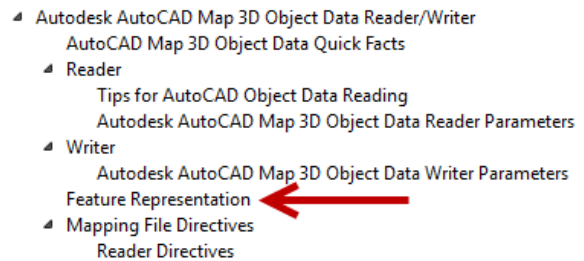 Autodesk AutoCAD Map 3D Object Data Reader/Writer
AutoCAD Map 3D Object Data Quick Facts
Reader
Tips for AutoCAD Object Data Reading
Autodesk AutoCAD Map 3D Object Data Reader Parameters
Writer
Autodesk AutoCAD Map 3D Object Data Writer Parameters
Feature Representation
Mapping File Directives
Reader Directives